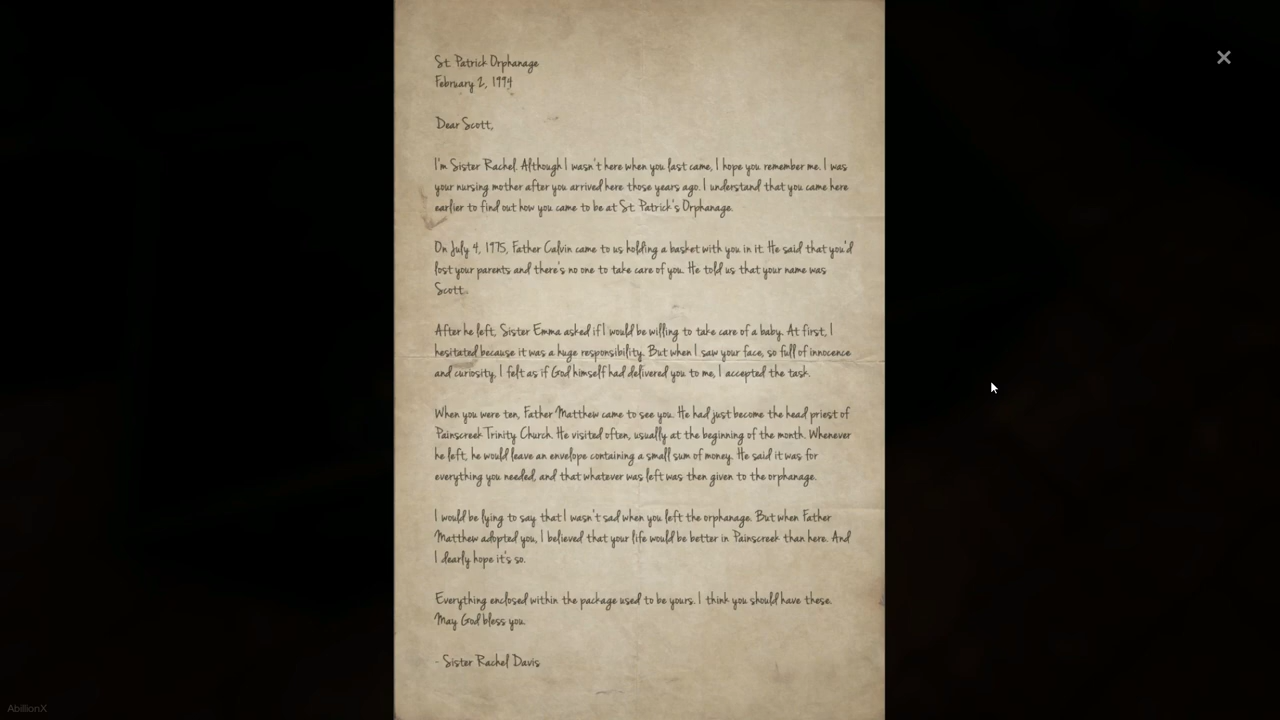 St. Patrick Orphanage
February 2, 1994
Dear Scott,
I'm Sister Rachel. Although I wasn't here when you last came, I hope you remember me. I was
your nursing mother after you arrived here those years ago. I understand that you came here
earlier to find out how you came to be at St. Patrick's Orphanage.
On July 4, 1975, Father Calvin came to us holding a basket with you in it. He said that you'd
lost your parents and there's no one to take care of you. He told us that your name was
Scott.
After he left, Sister Emma asked if I would be willing to take care of a baby. At first, I
hesitated because it was a huge responsibility. But when I saw your face, so full of innocence
and curiosity, I felt as if God himself had delivered you to me, I accepted the task.
When you were ten, Father Matthew came to see you. He had just become the head priest of
Painscreek Trinity Church. He visited often, usually at the beginning of the month. Whenever
he left, he would leave an envelope containing a small sum of money. He said it was for
everything you needed, and that whatever was left was then given to the orphanage.
I would be lying to say that I wasn't sad when you left the orphanage. But when Father
Matthew adopted you, I believed that your life would be better in Painscreek than here. And
I dearly hope it's so.
Everything enclosed within the package used to be yours. I think you should have these.
May God bless you.
- Sister Rachel Davis
AbillionX